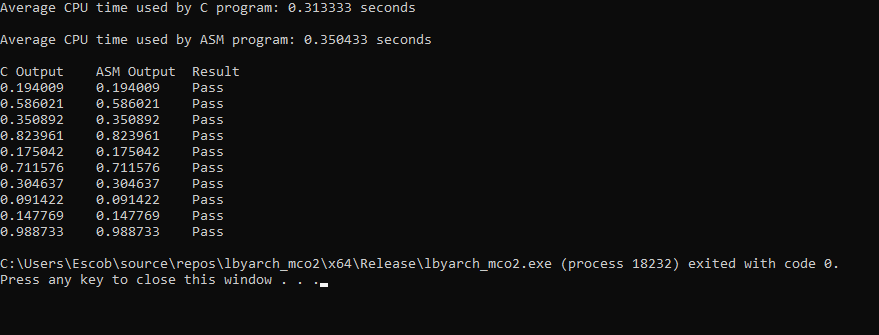 Average CPU time used by C program: 0.313333 seconds
Average CPU time used by ASM program: 0.350433 seconds
C Output    ASM Output  Result
0.194009    0.194009    Pass
0.586021    0.586021    Pass
0.350892    0.350892    Pass
0.823961    0.823961    Pass
0.175042    0.175042    Pass
0.711576    0.711576    Pass
0.304637    0.304637    Pass
0.091422    0.091422    Pass
0.147769    0.147769    Pass
0.988733    0.988733    Pass
C:\Users\Escob\source\repos\lbyarch_mco2\x64\Release\lbyarch_mco2.exe (process 18232) exited with code 0.
Press any key to close this window . . .